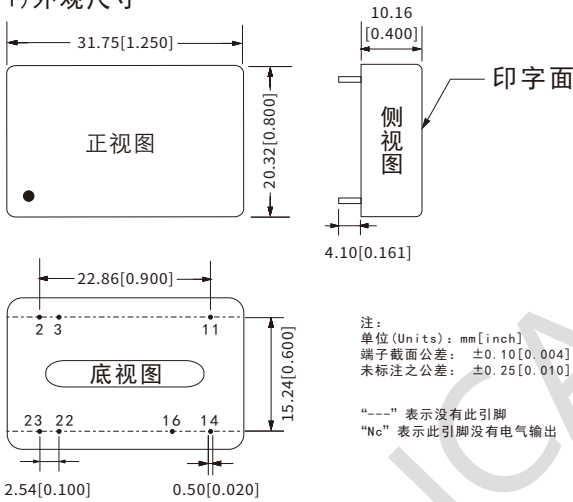 1)外观尺寸
10.16
[0.400]
31.75[1.250]
印字面
正视图
20.32[0.800]
侧视图
4.10[0.161]
22.86[0.900]
2 3 11
底视图
15.24[0.600]
23 22 16 14
2.54[0.100]
0.50[0.020]
注:
单位(Units): mm[inch]
端子截面公差: ±0.10[0.004]
未标注之公差: ±0.25[0.010]
“---”表示没有此引脚
“Nc”表示此引脚没有电气输出